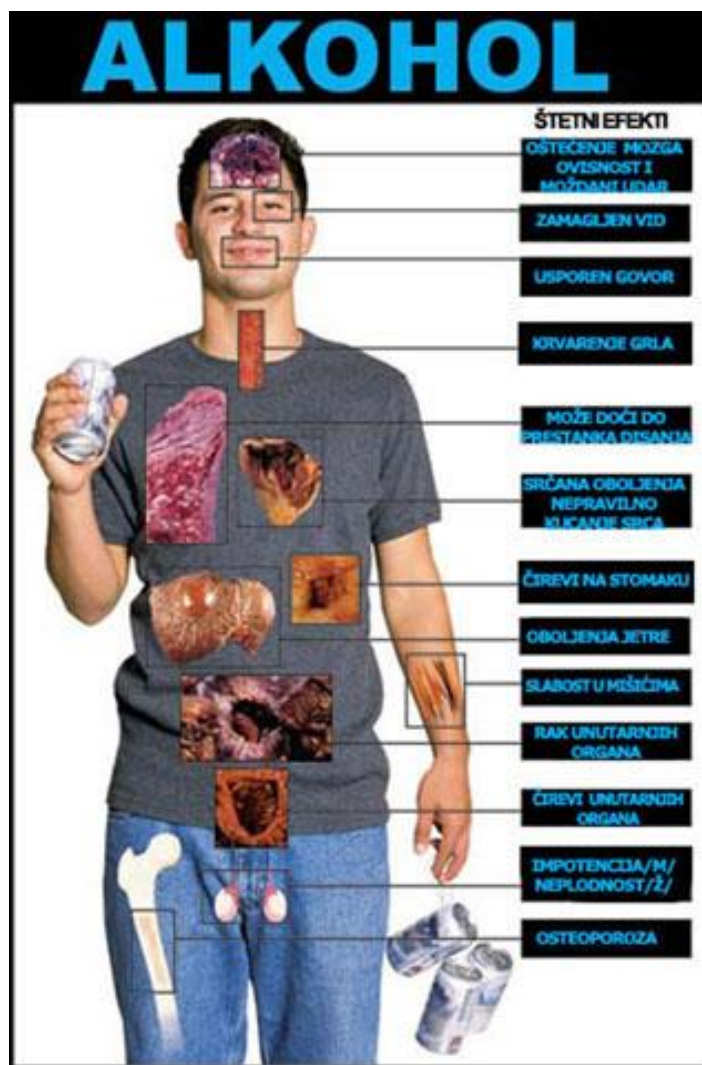 ALKOHOL
ŠTETNI EFEKTI
OŠTEĆENJE MOZGA
OVISNOST I
MOŽDANI UDAR
ZAMAGLJEN VID
USPOREN GOVOR
KRVARENJE GRLA
MOŽE DOĆI DO
PRESTANKA DISANJA
SRČANA OBOLJENJA
NEPRAVILNO
KUCANJE SRCA
ČIREVI NA STOMAKU
OBOLJENJA JETRE
SLABOST U MIŠIĆIMA
RAK UNUTARNJIH
ORGANA
ČIREVI UNUTARNJIH
ORGANA
IMPOTENCIJA/M/
NEPLODNOST/Ž/
OSTEOPOROZA